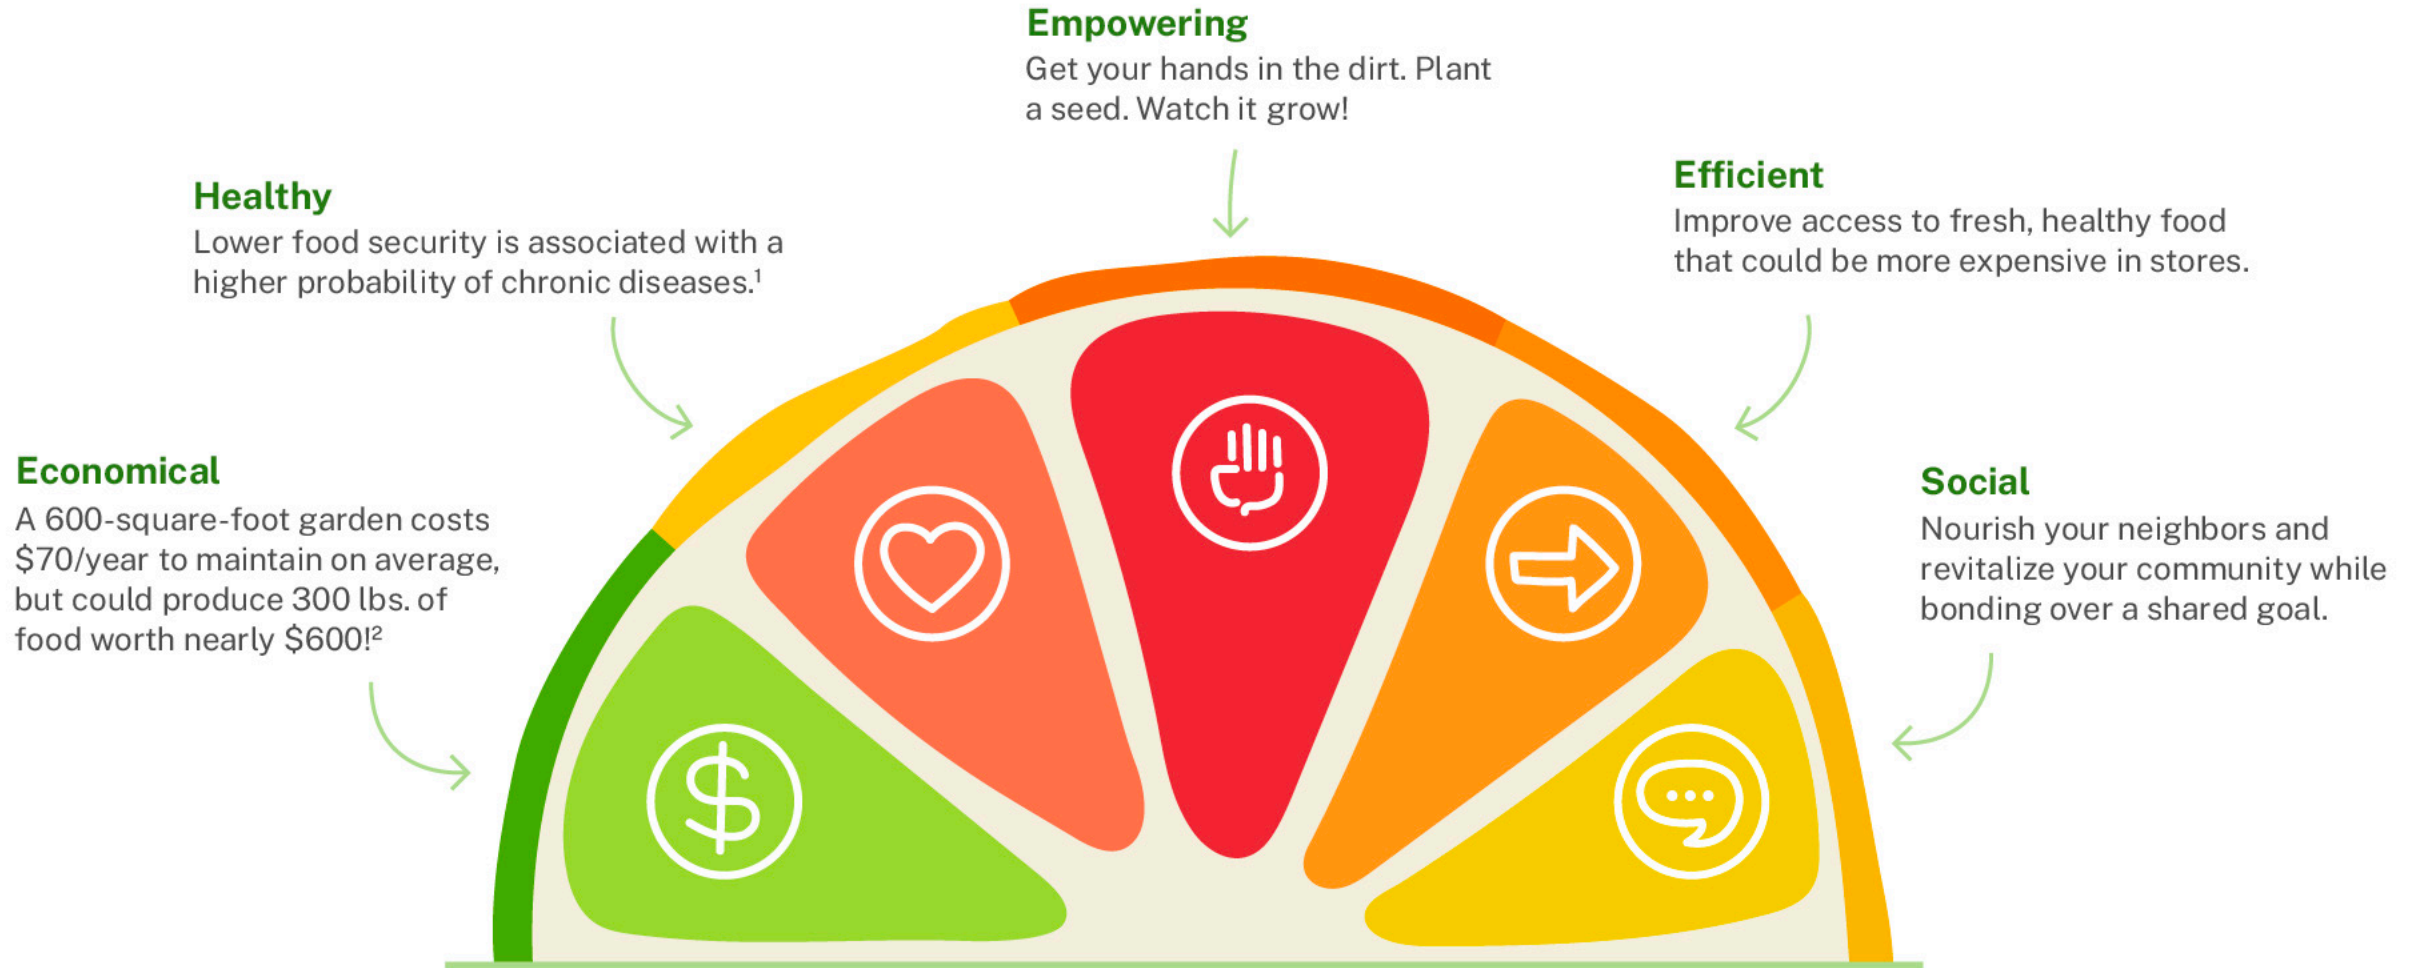 Empowering
Get your hands in the dirt. Plant
a seed. Watch it grow!
Healthy
Lower food security is associated with a
higher probability of chronic diseases.¹
Efficient
Improve access to fresh, healthy food
that could be more expensive in stores.
Economical
A 600-square-foot garden costs
$70/year to maintain on average,
but could produce 300 lbs. of
food worth nearly $600!²
Social
Nourish your neighbors and
revitalize your community while
bonding over a shared goal.
$